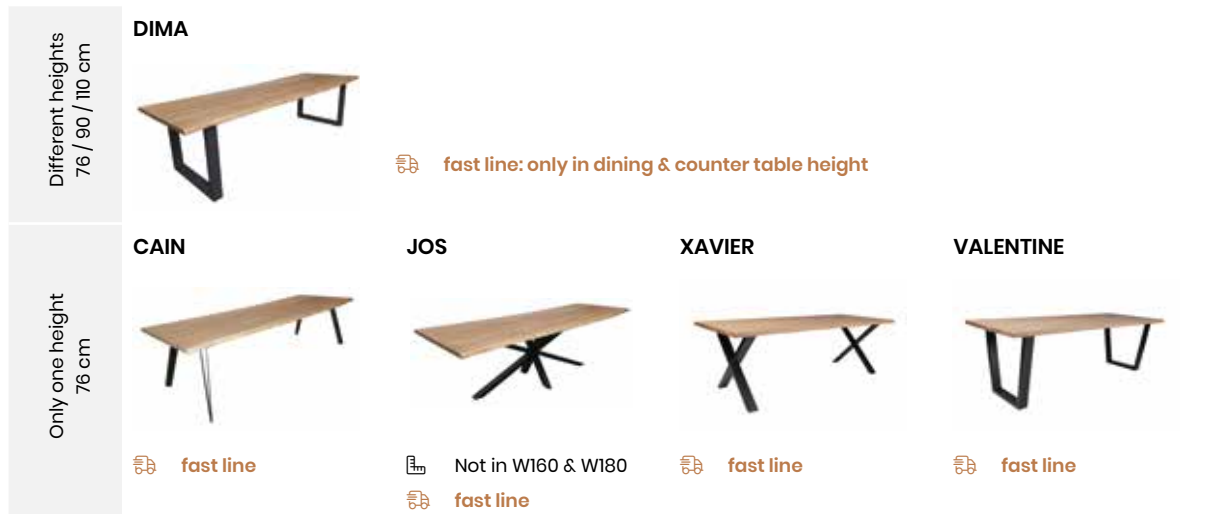 Different heights
76 / 90 / 110 cm
DIMA
fast line: only in dining & counter table height
Only one height
76 cm
CAIN
JOS
XAVIER
VALENTINE
fast line
Not in W160 & W180
fast line
fast line
fast line